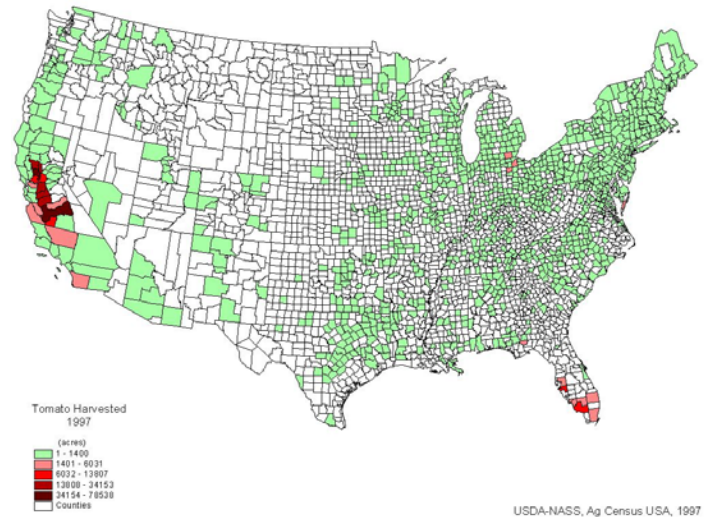 Tomato Harvested
1997
(acres)
1 - 1400
1401 - 6031
6032 - 13807
13808 - 34153
34154 - 78538
Counties
USDA-NASS, Ag Census USA, 1997